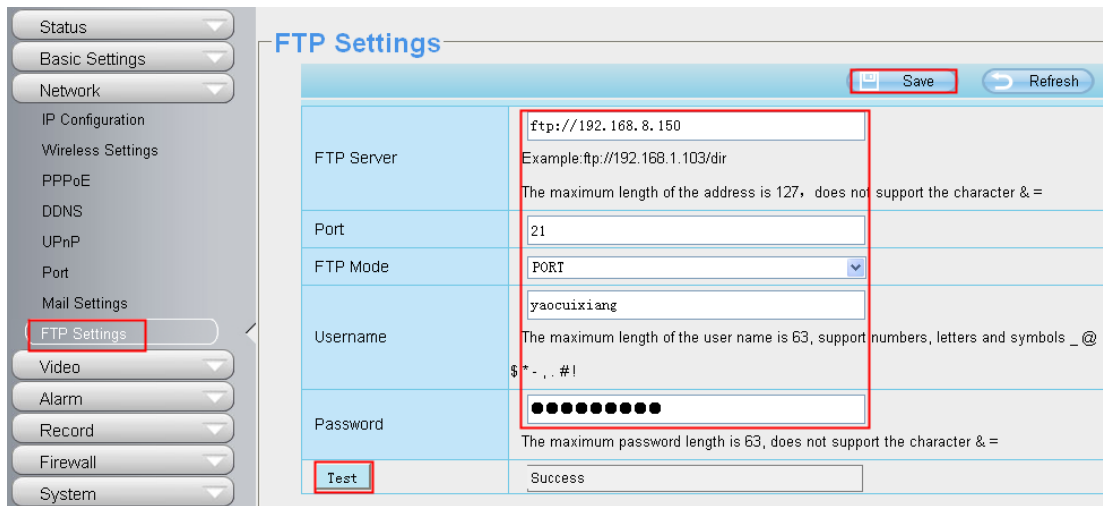 Status
Basic Settings
Network
IP Configuration
Wireless Settings
PPPoE
DDNS
UPnP
Port
Mail Settings
FTP Settings
Video
Alarm
Record
Firewall
System
FTP Settings
Save
Refresh
FTP Server
ftp://192.168.8.150
Example:ftp://192.168.1.103/dir
The maximum length of the address is 127，does not support the character & =
Port
21
FTP Mode
PORT
Username
yaocuixiang
The maximum length of the user name is 63, support numbers, letters and symbols _ @
$ * - , . # !
Password
●●●●●●●●●
The maximum password length is 63, does not support the character & =
Test
Success